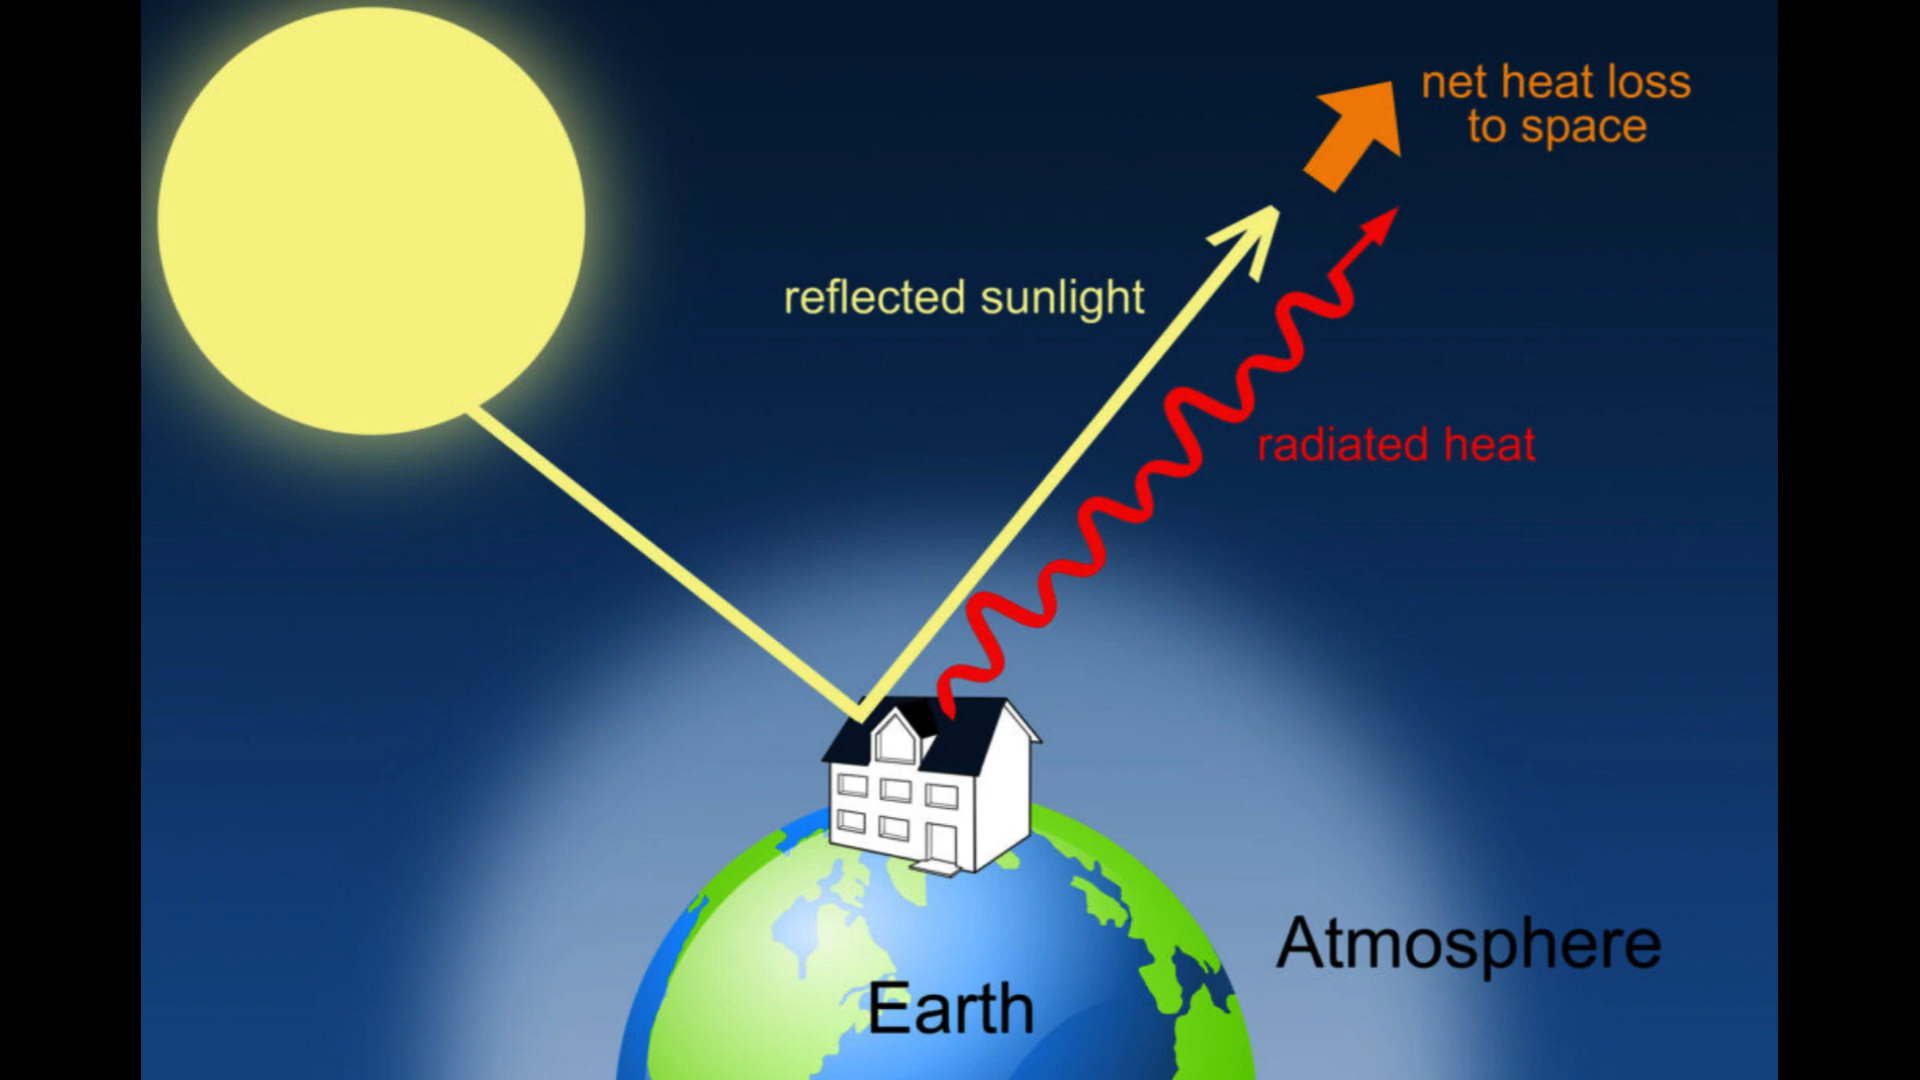 net heat loss
to space
reflected sunlight
radiated heat
Atmosphere
Earth